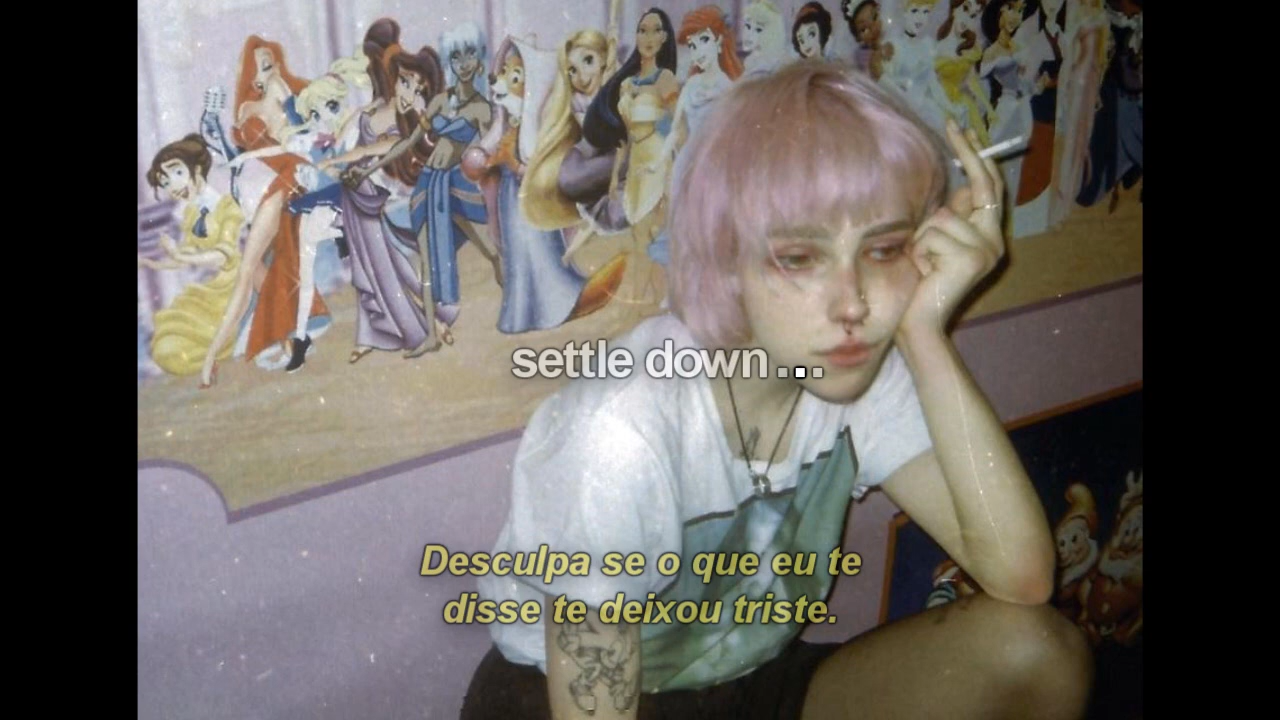 settle down...
Desculpa se o que eu te
disse te deixou triste.